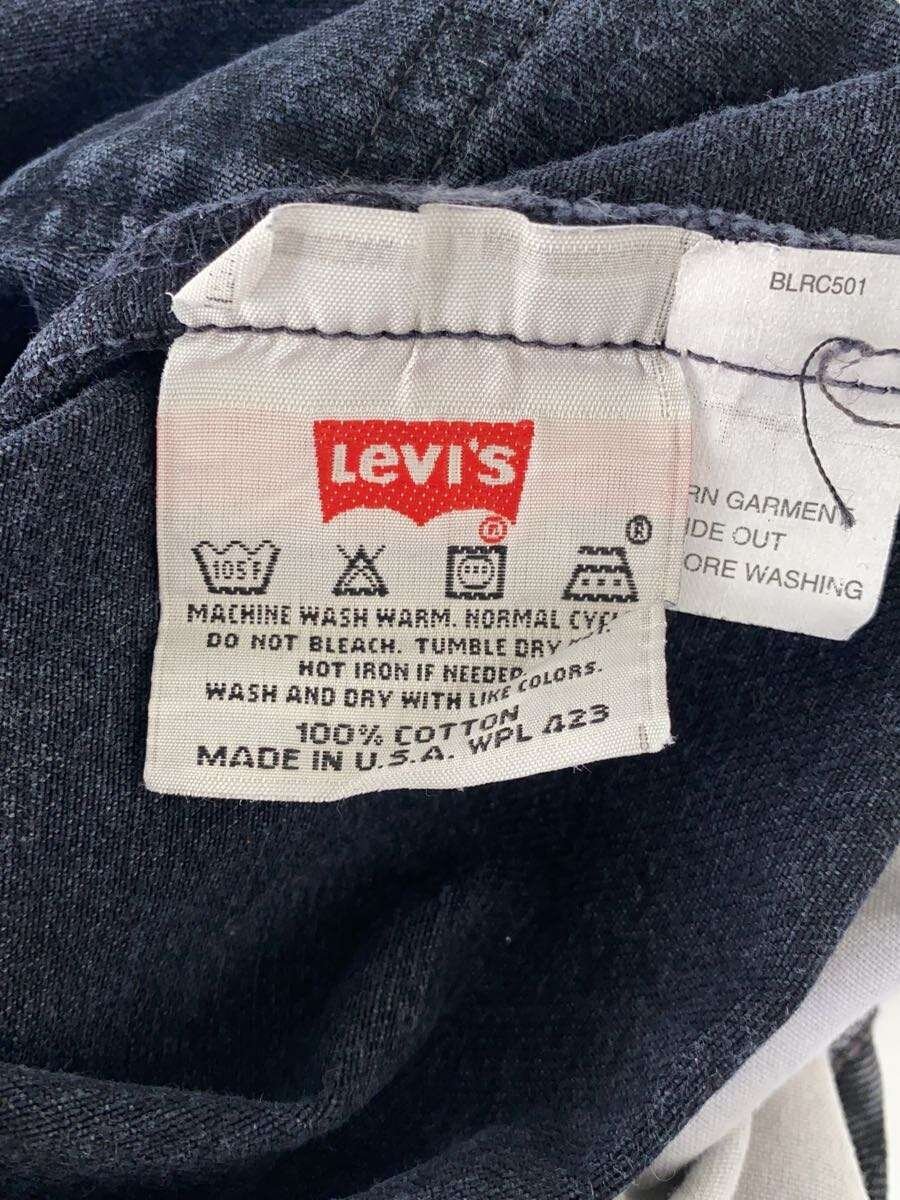 BLRC501
LEVI'S
®
®
105°F
MACHINE WASH WARM. NORMAL
DO NOT BLEACH. TUMBLE DRY
HOT IRON IF NEEDED
WASH AND DRY WITH LIKE COLORS.
100% COTTON
MADE IN U.S.A. WPL 423
RN GARMENT
IDE OUT
ORE WASHING